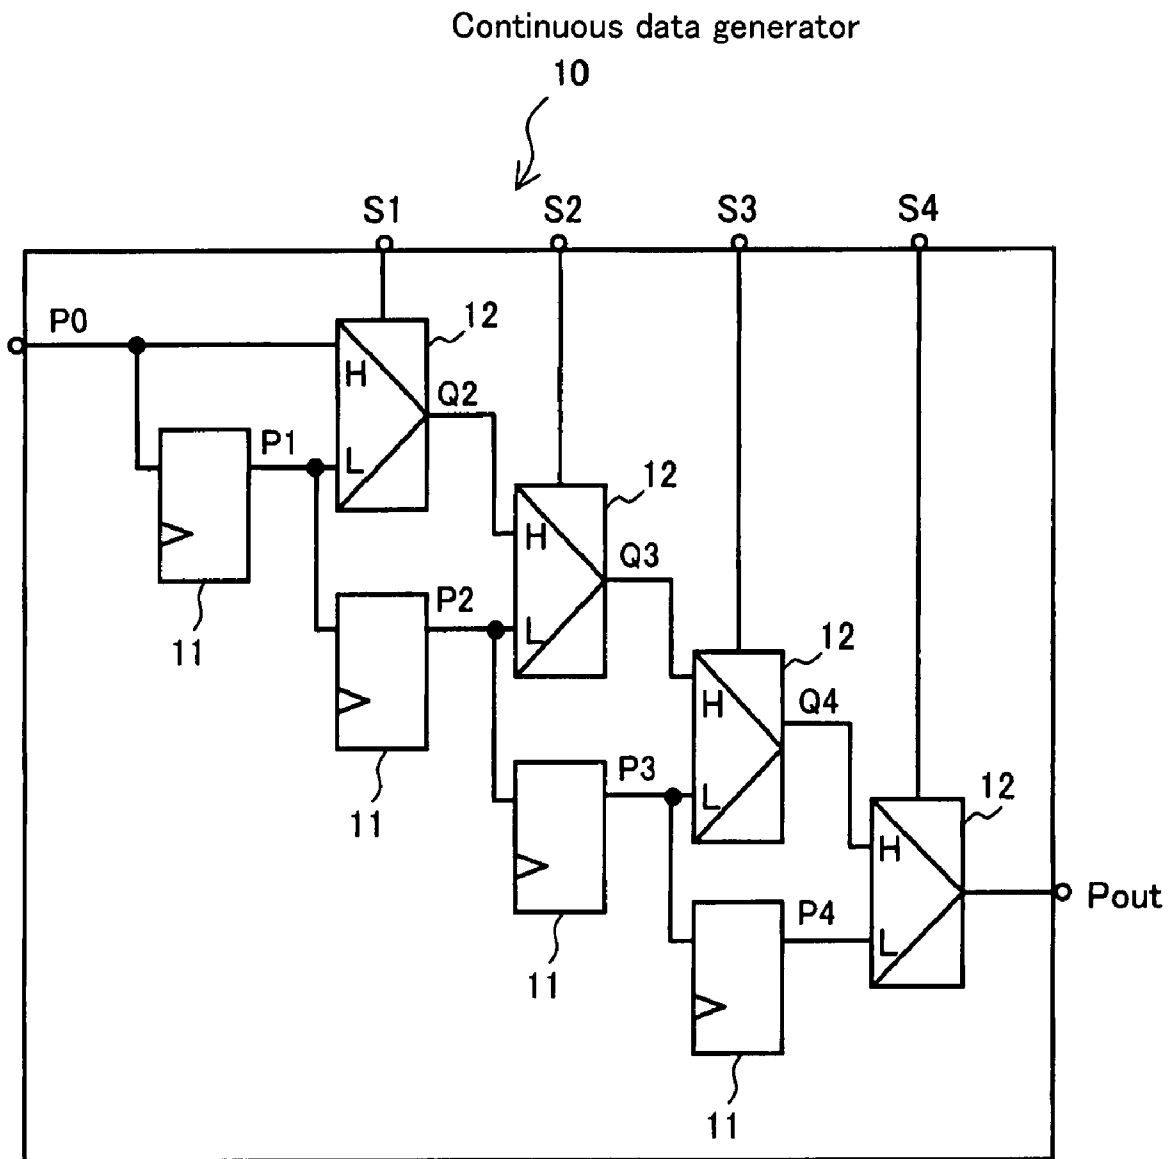 Continuous data generator
10
S1 S2 S3 S4
P0
12
H
Q2
P1
L
12
H
Q3
11
P2
L
12
H
Q4
11
P3
L
12
H
Pout
11
P4
L
11